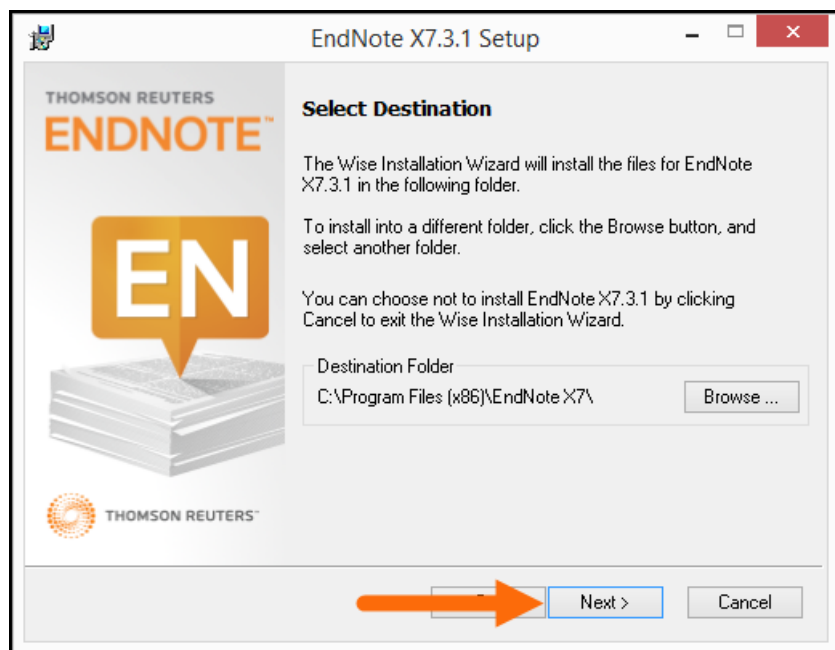 EndNote X7.3.1 Setup
THOMSON REUTERS
ENDNOTE™
EN
THOMSON REUTERS™
Select Destination
The Wise Installation Wizard will install the files for EndNote
X7.3.1 in the following folder.
To install into a different folder, click the Browse button, and
select another folder.
You can choose not to install EndNote X7.3.1 by clicking
Cancel to exit the Wise Installation Wizard.
Destination Folder
C:\Program Files (x86)\EndNote X7\
Browse ...
Next >
Cancel